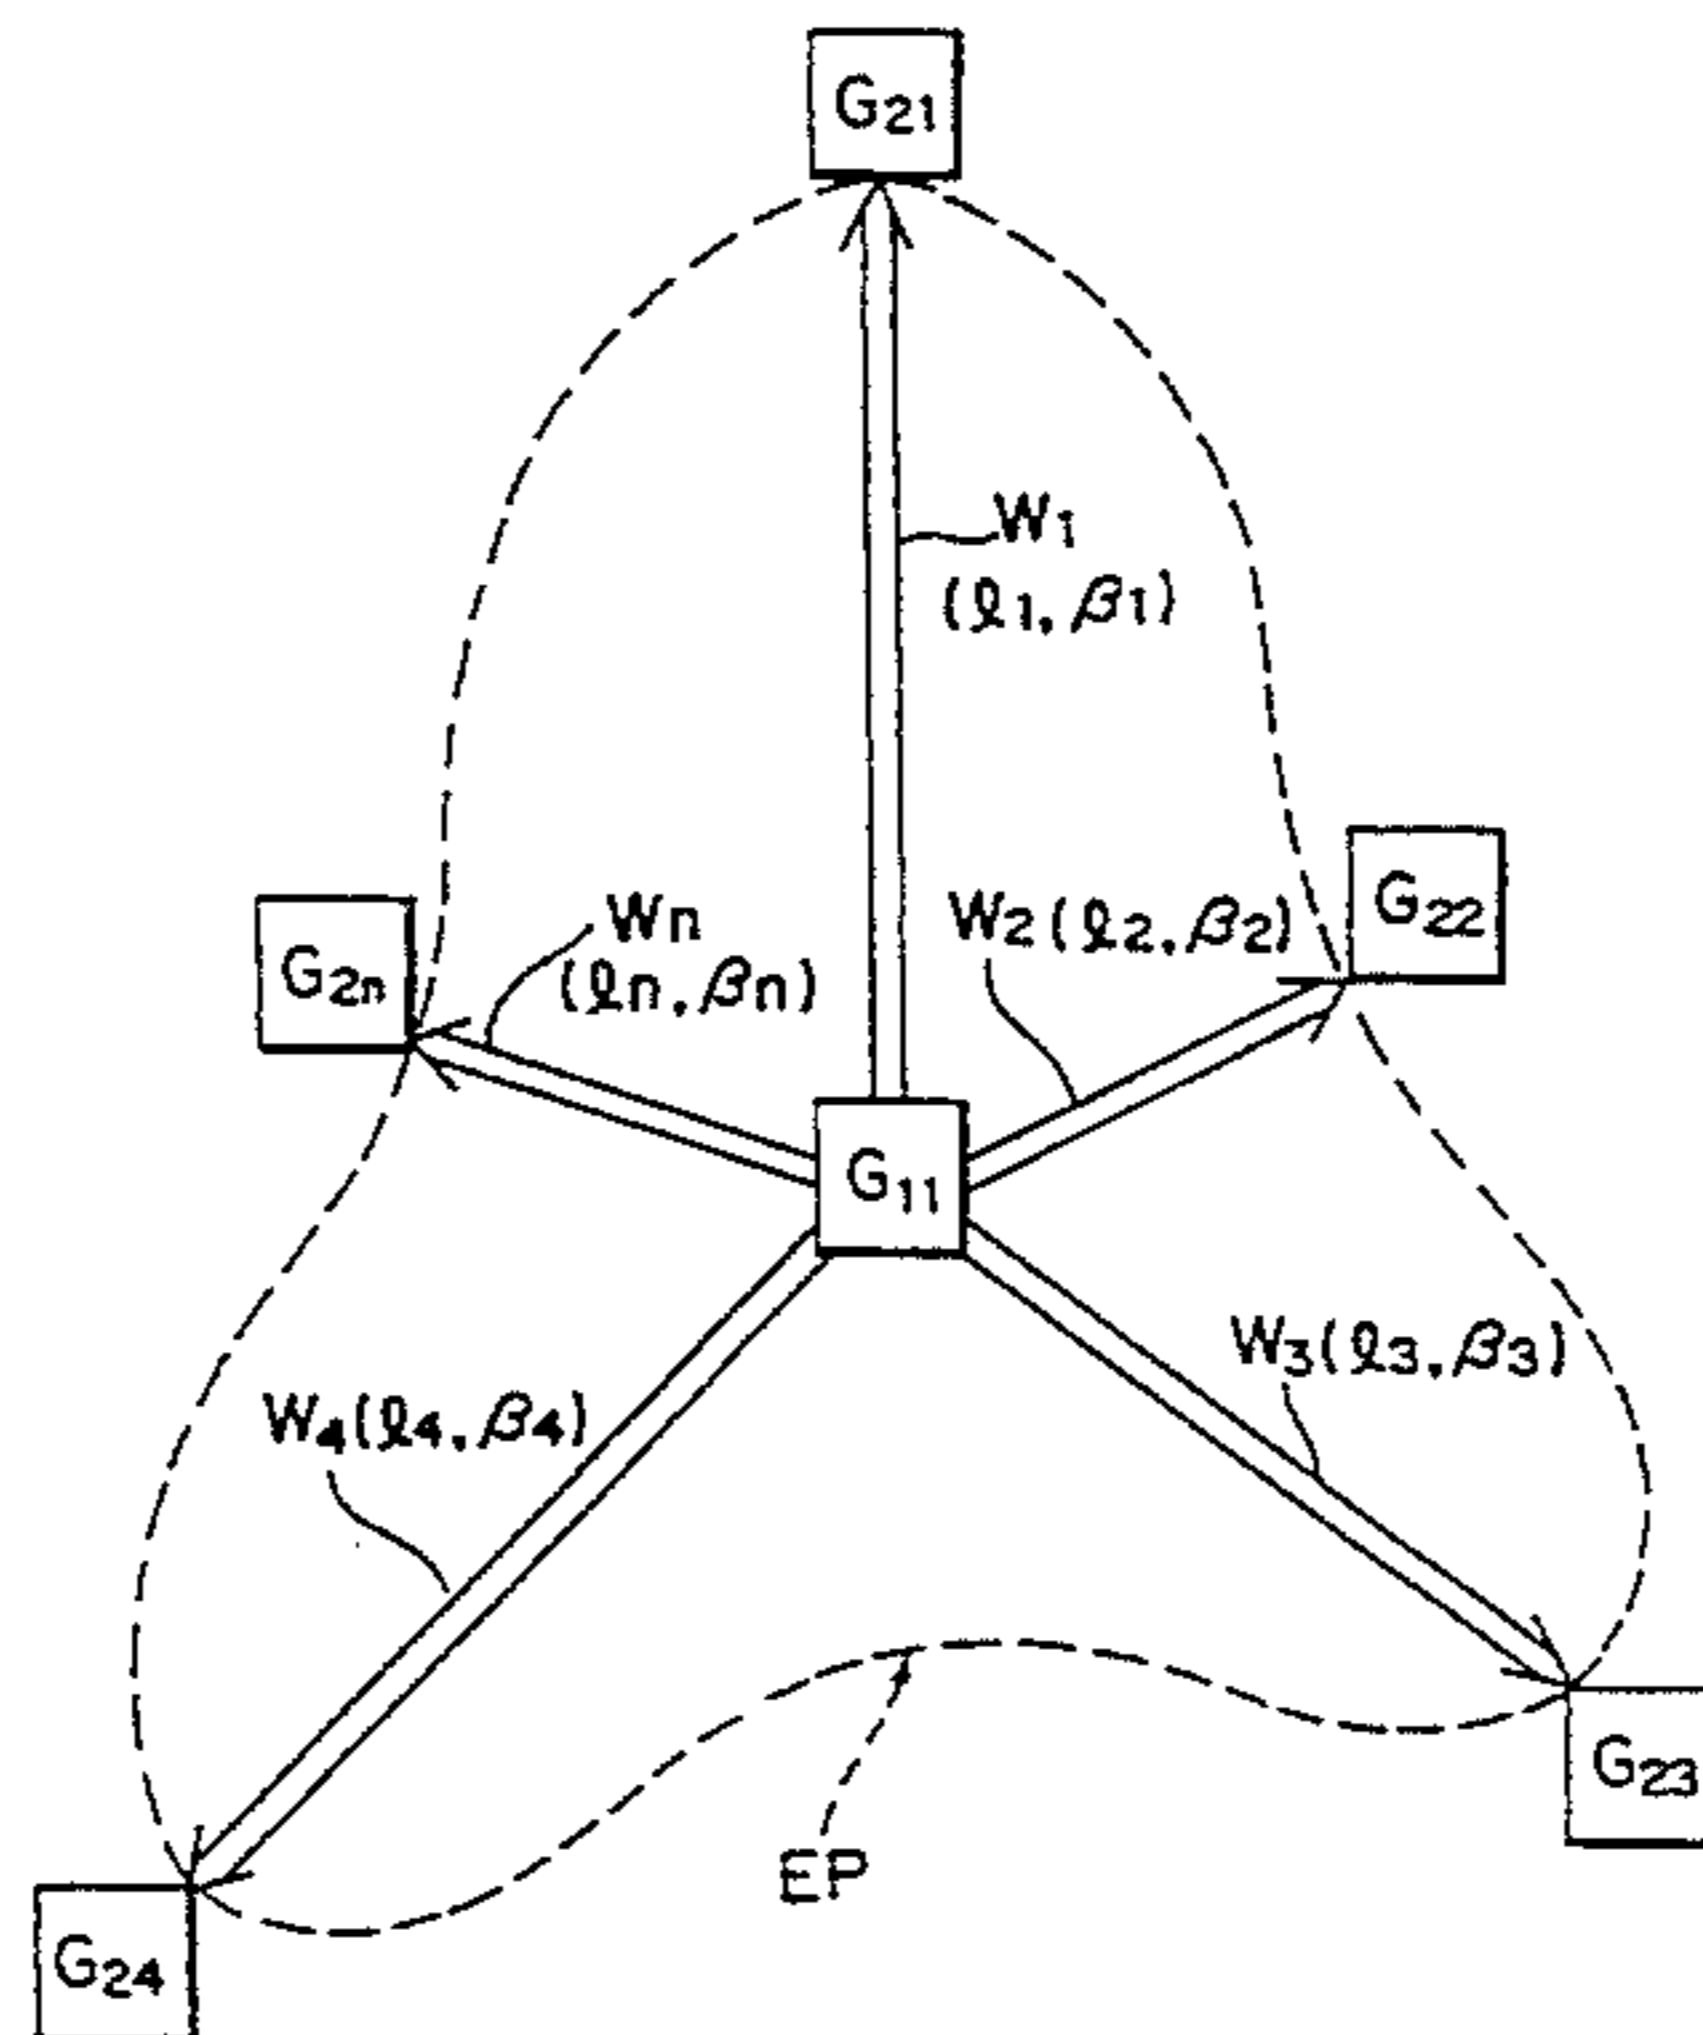 G21
W1
(ℓ1, β1)
Wn
(ℓn, βn)
W2(ℓ2, β2)
G22
G2n
G11
W3(ℓ3, β3)
W4(ℓ4, β4)
G23
EP
G24